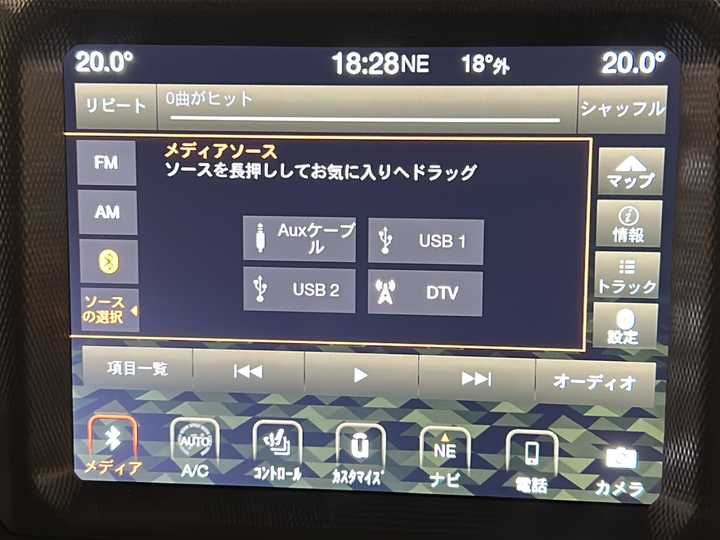 20.0°
18:28NE
18°外
20.0°
リピート
0曲がヒット
シャッフル
メディアソース
ソースを長押ししてお気に入りへドラッグ
FM
AM
ソース
の選択
Auxケーブ
ル
USB 1
USB 2
DTV
マップ
情報
トラック
設定
項目一覧
オーディオ
メディア
AUTO
A/C
コントロール
カスタマイズ
NE
ナビ
電話
カメラ